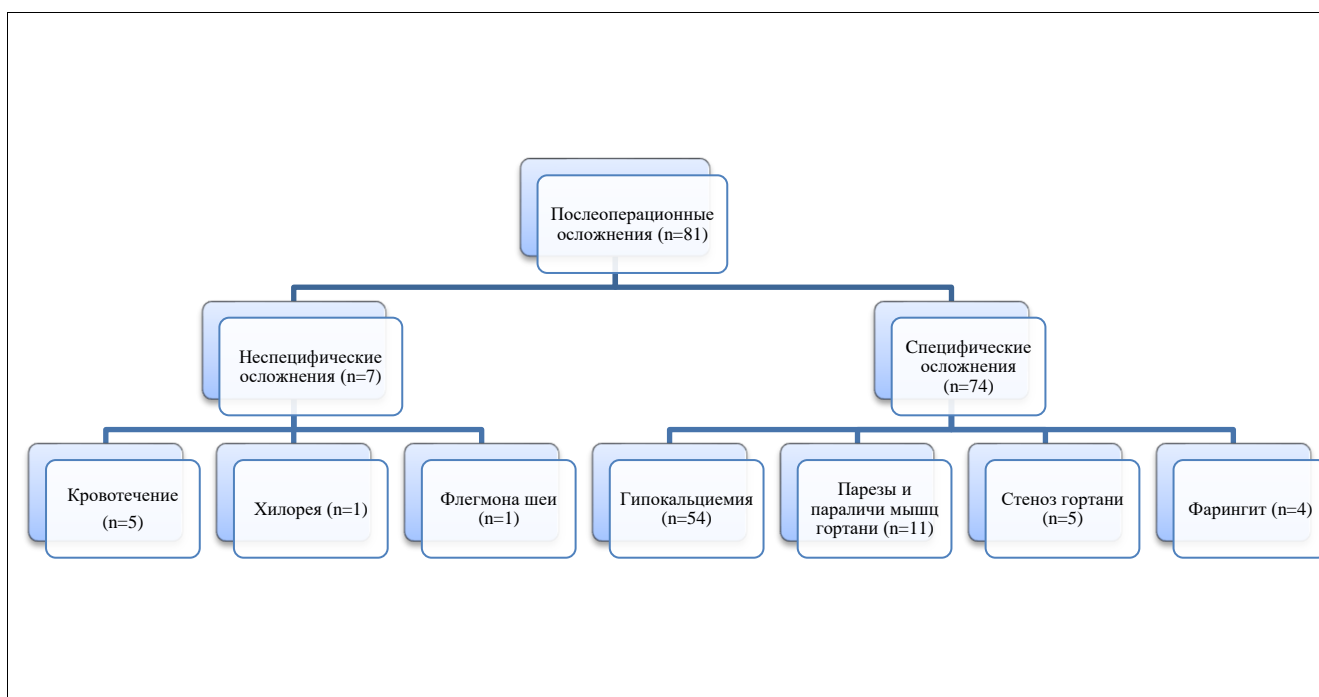 Послеоперационные
осложнения (n=81)
Неспецифические
осложнения (n=7)
Специфические
осложнения
(n=74)
Кровотечение
(n=5)
Хилорея (n=1)
Флегмона шеи
(n=1)
Гипокальциемия
(n=54)
Парезы и
параличи мышц
гортани (n=11)
Стеноз гортани
(n=5)
Фарингит (n=4)